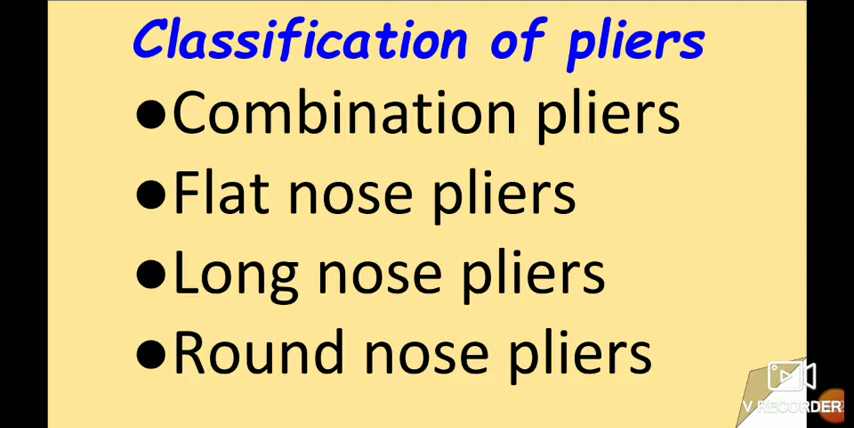 Classification of pliers
●Combination pliers
●Flat nose pliers
●Long nose pliers
●Round nose pliers
V RECORDER